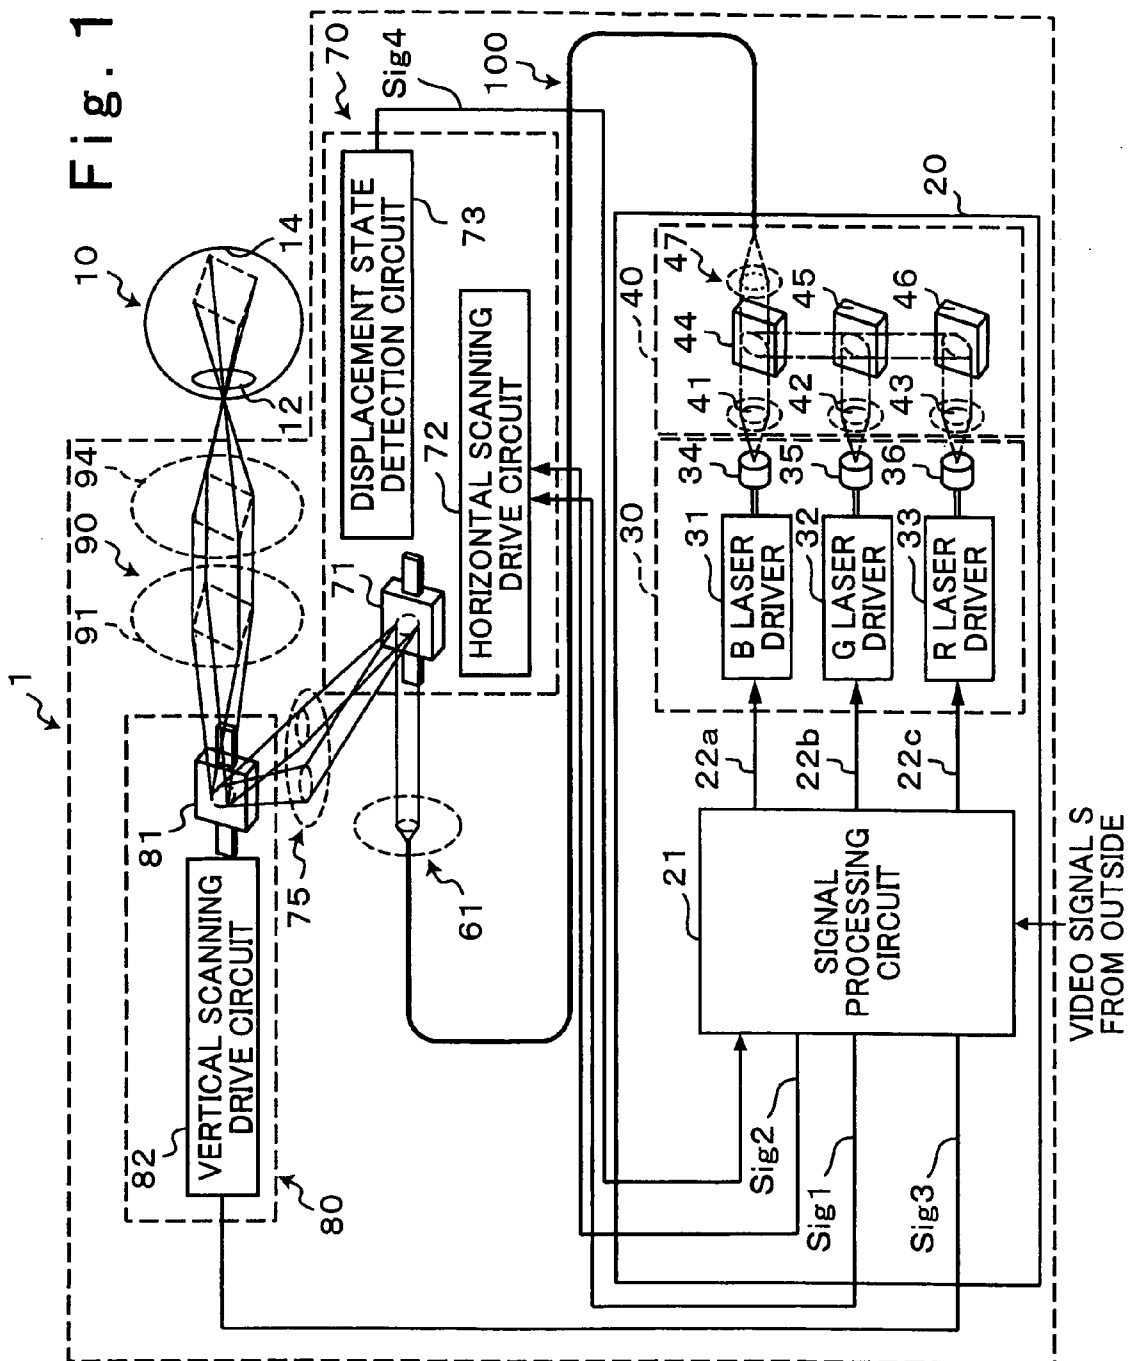 Fig. 1
1
10
14
12
94
90
91
81
82
VERTICAL SCANNING
DRIVE CIRCUIT
80
75
61
70
Sig4
100
DISPLACEMENT STATE
DETECTION CIRCUIT
73
71
72
HORIZONTAL SCANNING
DRIVE CIRCUIT
20
40
47
44
45
46
41
42
43
30
34
35
36
31
B LASER
DRIVER
32
G LASER
DRIVER
33
R LASER
DRIVER
22a
22b
22c
21
SIGNAL
PROCESSING
CIRCUIT
Sig2
Sig1
Sig3
VIDEO SIGNAL S
FROM OUTSIDE